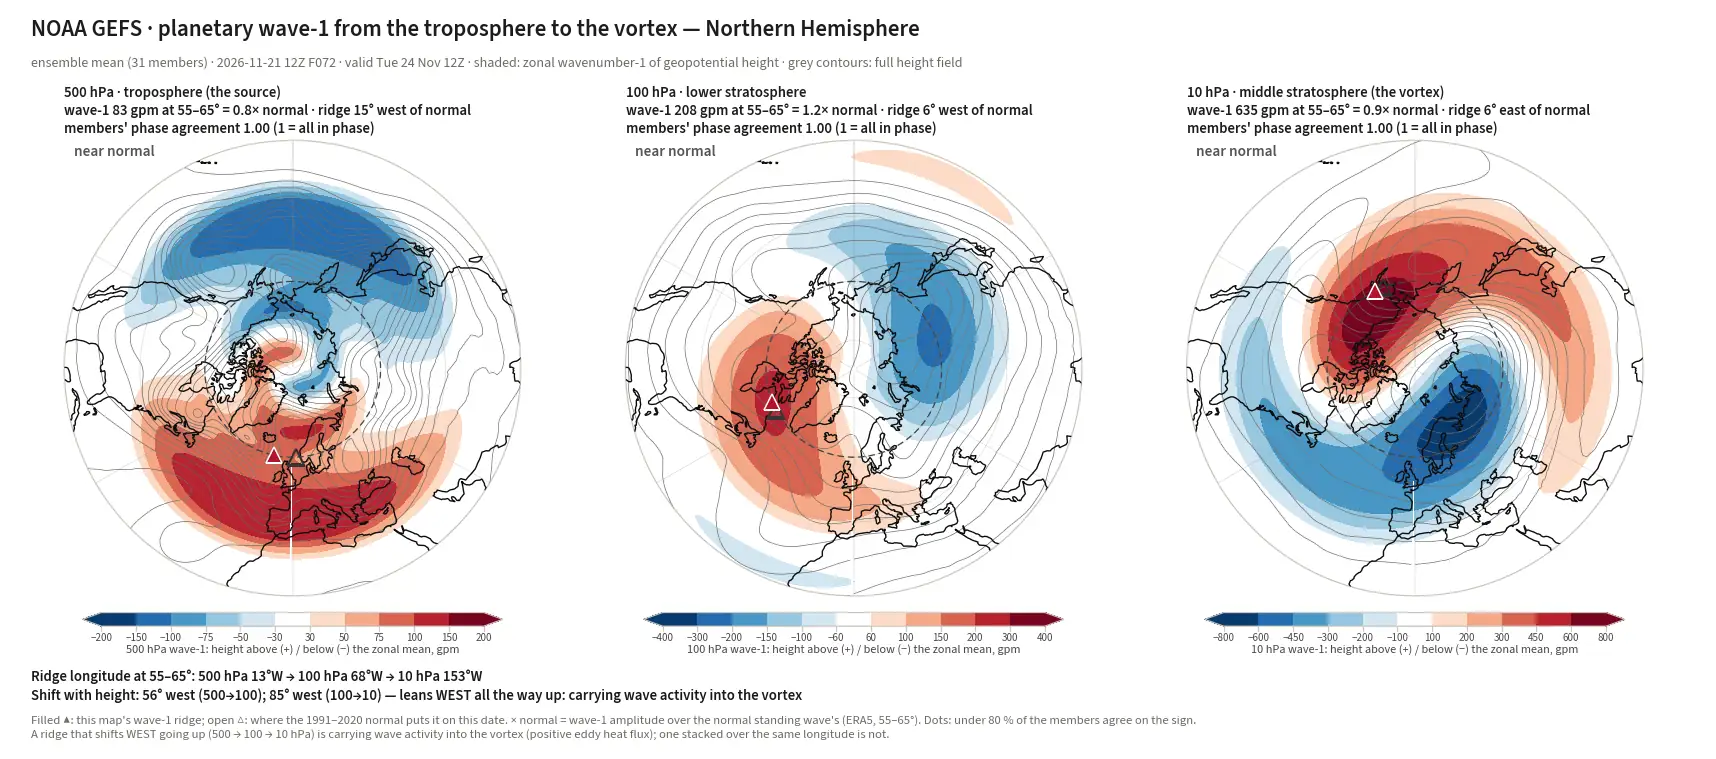 NOAA GEFS · planetary wave-1 from the troposphere to the vortex — Northern Hemisphere
ensemble mean (31 members) · 2026-11-21 12Z F072 · valid Tue 24 Nov 12Z · shaded: zonal wavenumber-1 of geopotential height · grey contours: full height field
500 hPa · troposphere (the source)
wave-1 83 gpm at 55–65° = 0.8× normal · ridge 15° west of normal
members' phase agreement 1.00 (1 = all in phase)
near normal
100 hPa · lower stratosphere
wave-1 208 gpm at 55–65° = 1.2× normal · ridge 6° west of normal
members' phase agreement 1.00 (1 = all in phase)
near normal
10 hPa · middle stratosphere (the vortex)
wave-1 635 gpm at 55–65° = 0.9× normal · ridge 6° east of normal
members' phase agreement 1.00 (1 = all in phase)
near normal
−200 −150 −100 −75 −50 −30 30 50 75 100 150 200
500 hPa wave-1: height above (+) / below (−) the zonal mean, gpm
−400 −300 −200 −150 −100 −60 60 100 150 200 300 400
100 hPa wave-1: height above (+) / below (−) the zonal mean, gpm
−800 −600 −450 −300 −200 −100 100 200 300 450 600 800
10 hPa wave-1: height above (+) / below (−) the zonal mean, gpm
Ridge longitude at 55–65°: 500 hPa 13°W → 100 hPa 68°W → 10 hPa 153°W
Shift with height: 56° west (500→100); 85° west (100→10) — leans WEST all the way up: carrying wave activity into the vortex
Filled ▲: this map's wave-1 ridge; open △: where the 1991–2020 normal puts it on this date. × normal = wave-1 amplitude over the normal standing wave's (ERA5, 55–65°). Dots: under 80 % of the members agree on the sign.
A ridge that shifts WEST going up (500 → 100 → 10 hPa) is carrying wave activity into the vortex (positive eddy heat flux); one stacked over the same longitude is not.